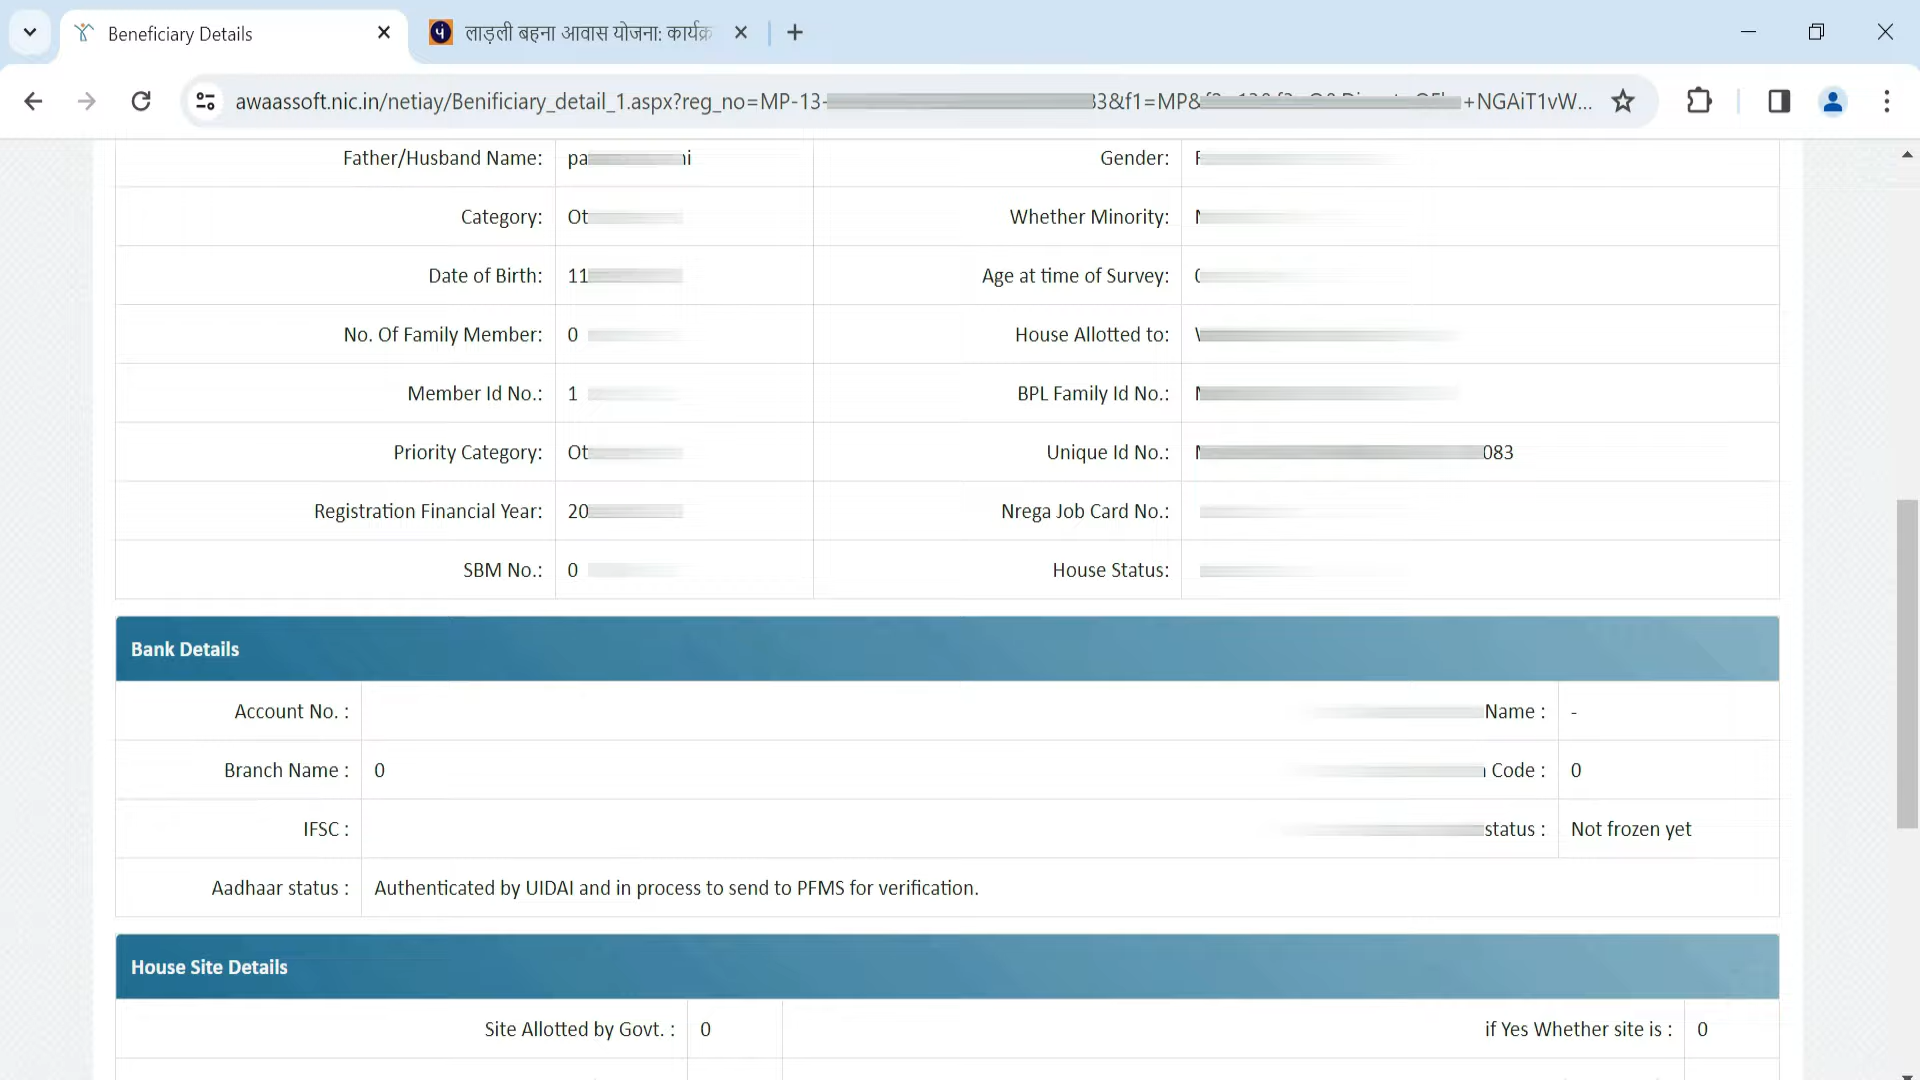 Beneficiary Details
लाड़ली बहना आवास योजना: कार्यक्र
awaassoft.nic.in/netiay/Benificiary_detail_1.aspx?reg_no=MP-13- 33&f1=MP& +NGAiT1vW...
Father/Husband Name: Gender:
Category: Ot Whether Minority:
Date of Birth: 11 Age at time of Survey:
No. Of Family Member: 0 House Allotted to:
Member Id No.: 1 BPL Family Id No.:
Priority Category: Ot Unique Id No.: 083
Registration Financial Year: 20 Nrega Job Card No.:
SBM No.: 0 House Status:
Bank Details
Account No. : Name : -
Branch Name : 0 Code : 0
IFSC : status : Not frozen yet
Aadhaar status : Authenticated by UIDAI and in process to send to PFMS for verification.
House Site Details
Site Allotted by Govt. : 0 if Yes Whether site is : 0